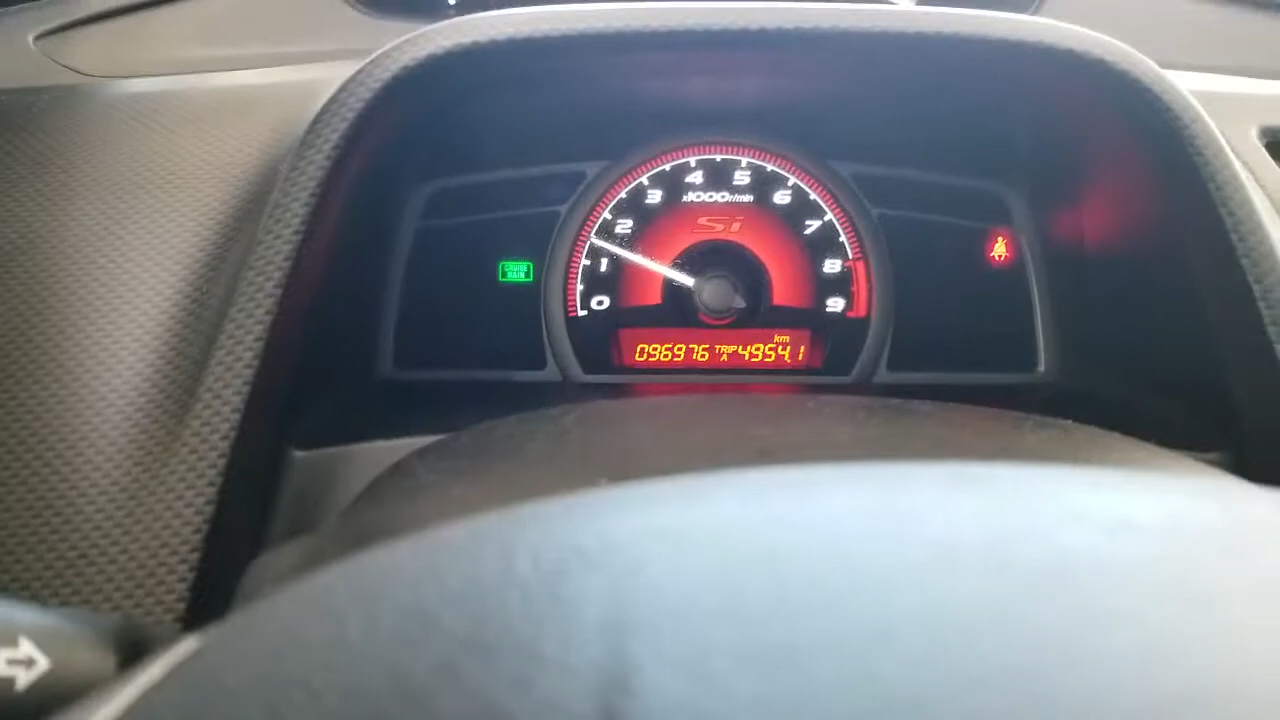 4 5
3 x1000r/min 6
Si
2 7
CRUISE
MAIN
1 8
0 9
km
096976 TRIP A 4954.1